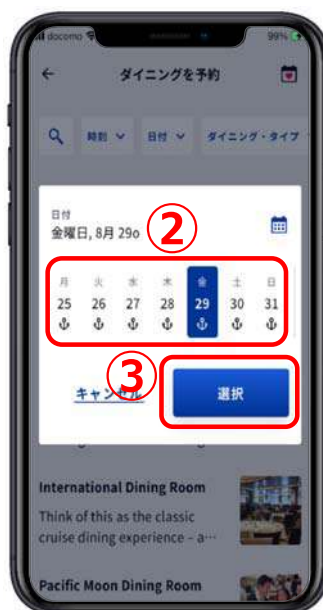 docomo 99%
ダイニングを予約
時刻 日付 ダイニング・タイプ
日付
金曜日, 8月 29o
②
月 火 水 木 金 土 日
25 26 27 28 29 30 31
③
キャンセル 選択
International Dining Room
Think of this as the classic
cruise dining experience – a…
Pacific Moon Dining Room